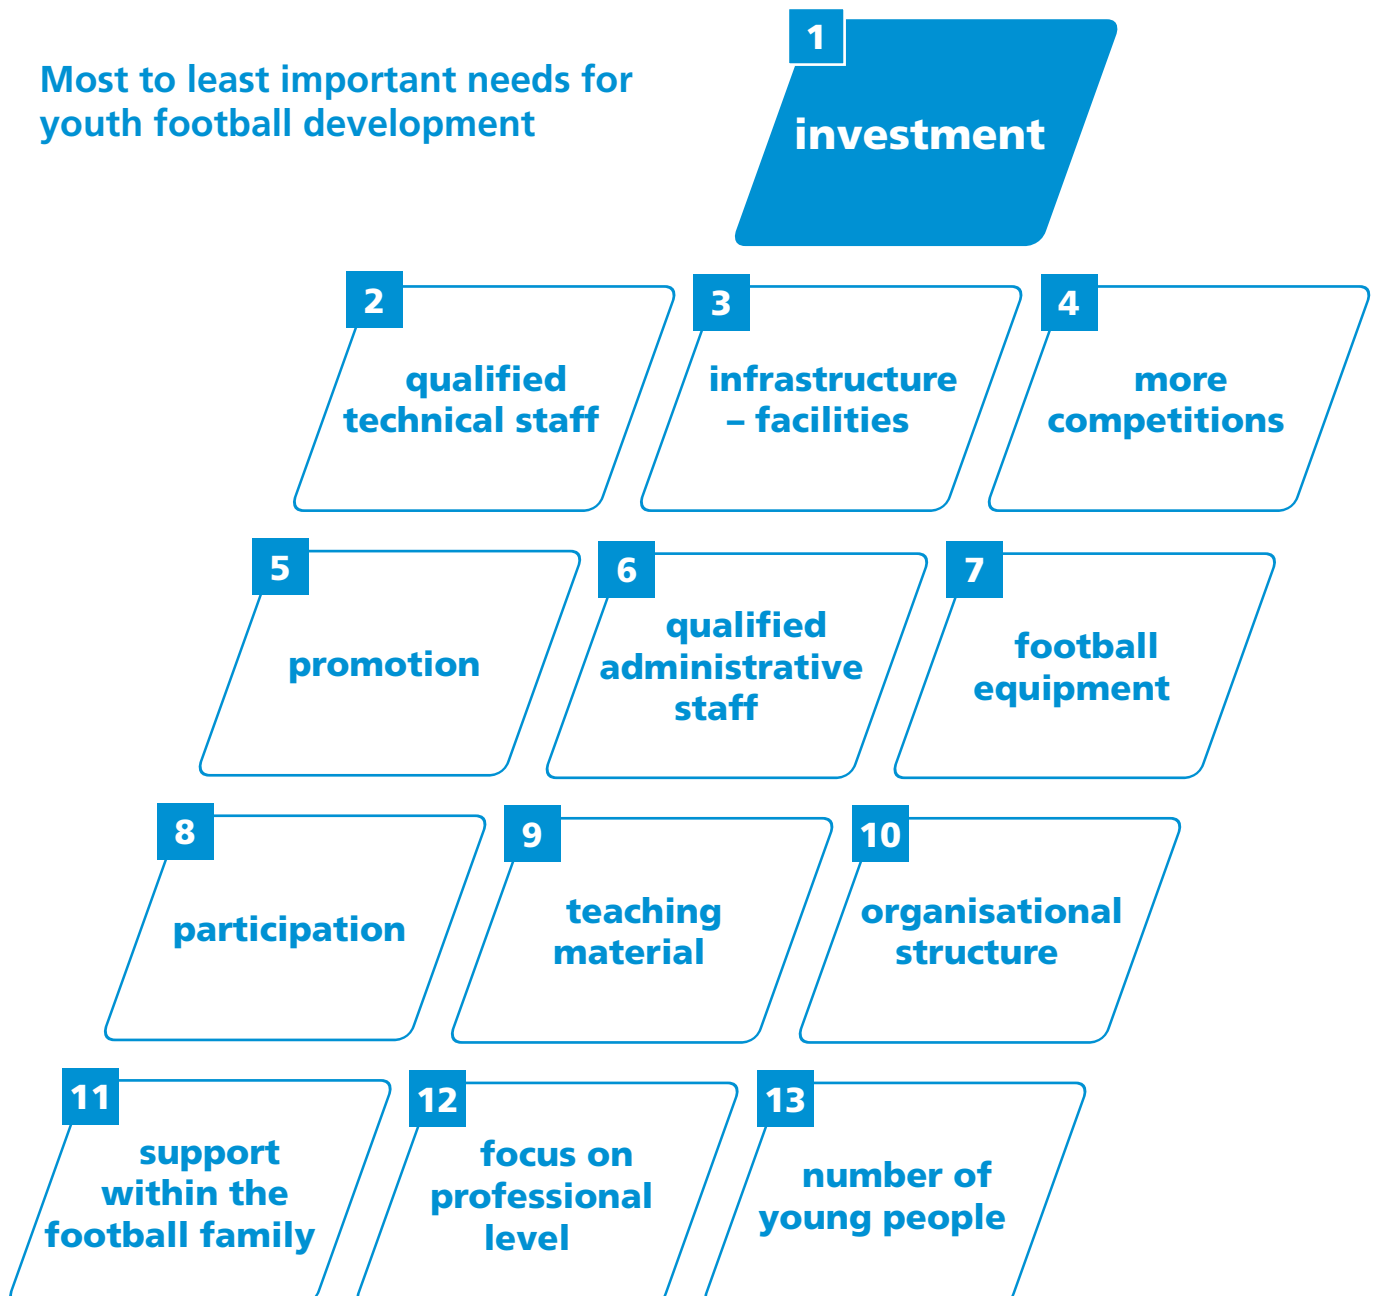 Most to least important needs for
youth football development
1
investment
2
qualified
technical staff
3
infrastructure
– facilities
4
more
competitions
5
promotion
6
qualified
administrative
staff
7
football
equipment
8
participation
9
teaching
material
10
organisational
structure
11
support
within the
football family
12
focus on
professional
level
13
number of
young people